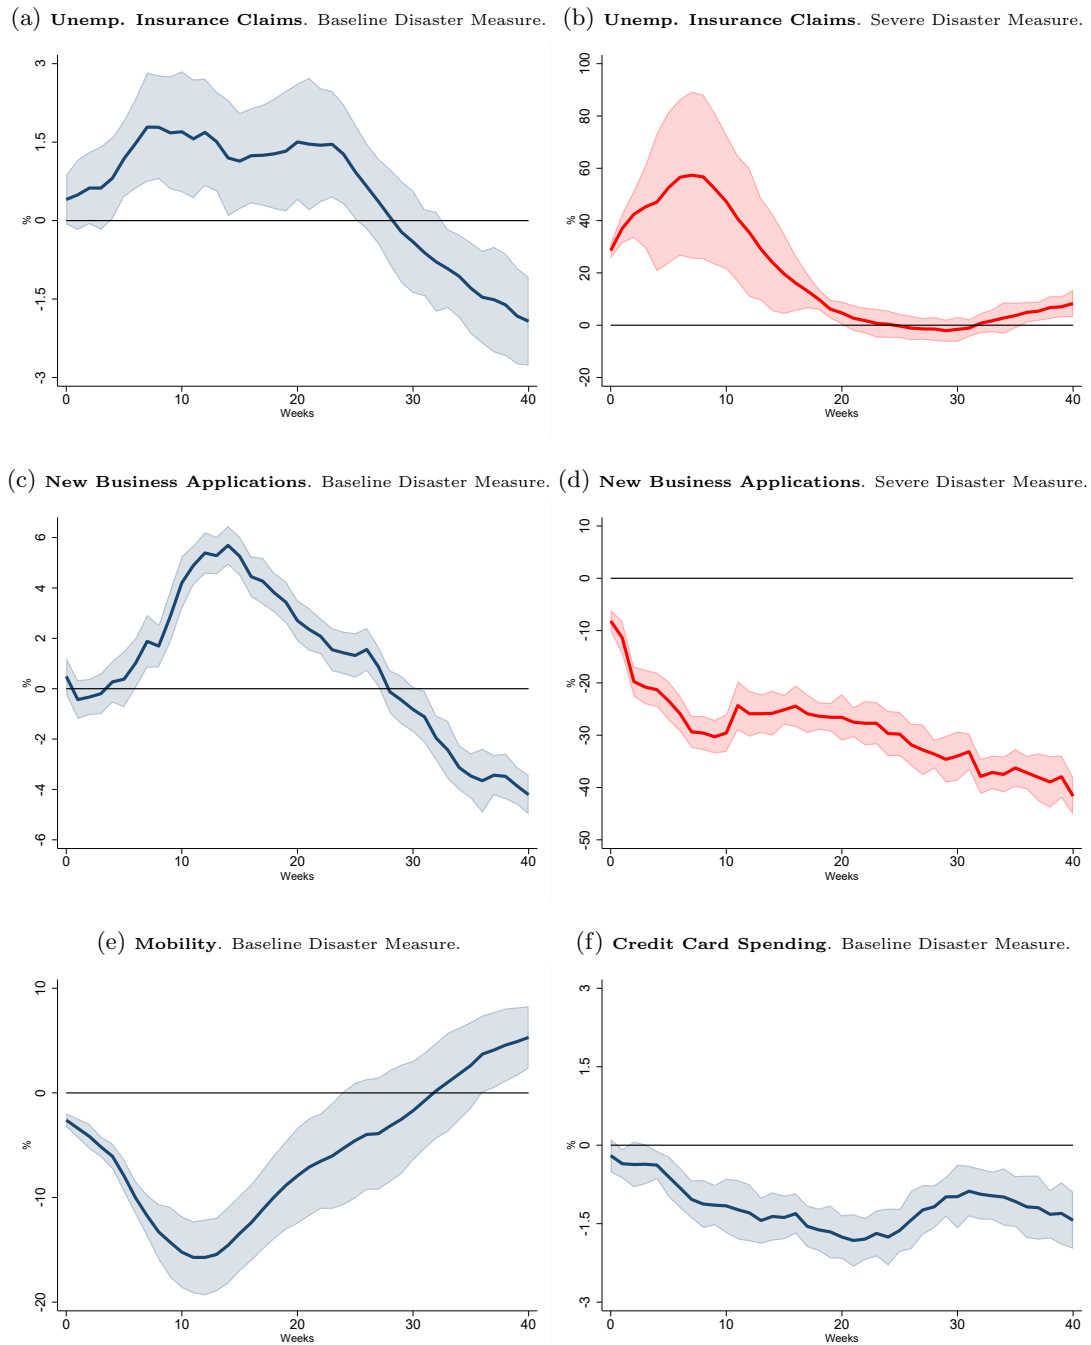 (a) Unemp. Insurance Claims. Baseline Disaster Measure.
(b) Unemp. Insurance Claims. Severe Disaster Measure.
3
1.5
0
-1.5
-3
%
0 10 20 30 40
Weeks
100
80
60
40
20
0
-20
%
0 10 20 30 40
Weeks
(c) New Business Applications. Baseline Disaster Measure.
(d) New Business Applications. Severe Disaster Measure.
6
4
2
0
-2
-4
-6
%
0 10 20 30 40
Weeks
10
0
-10
-20
-30
-40
-50
%
0 10 20 30 40
Weeks
(e) Mobility. Baseline Disaster Measure.
(f) Credit Card Spending. Baseline Disaster Measure.
10
0
-10
-20
%
0 10 20 30 40
Weeks
3
1.5
0
-1.5
-3
%
0 10 20 30 40
Weeks